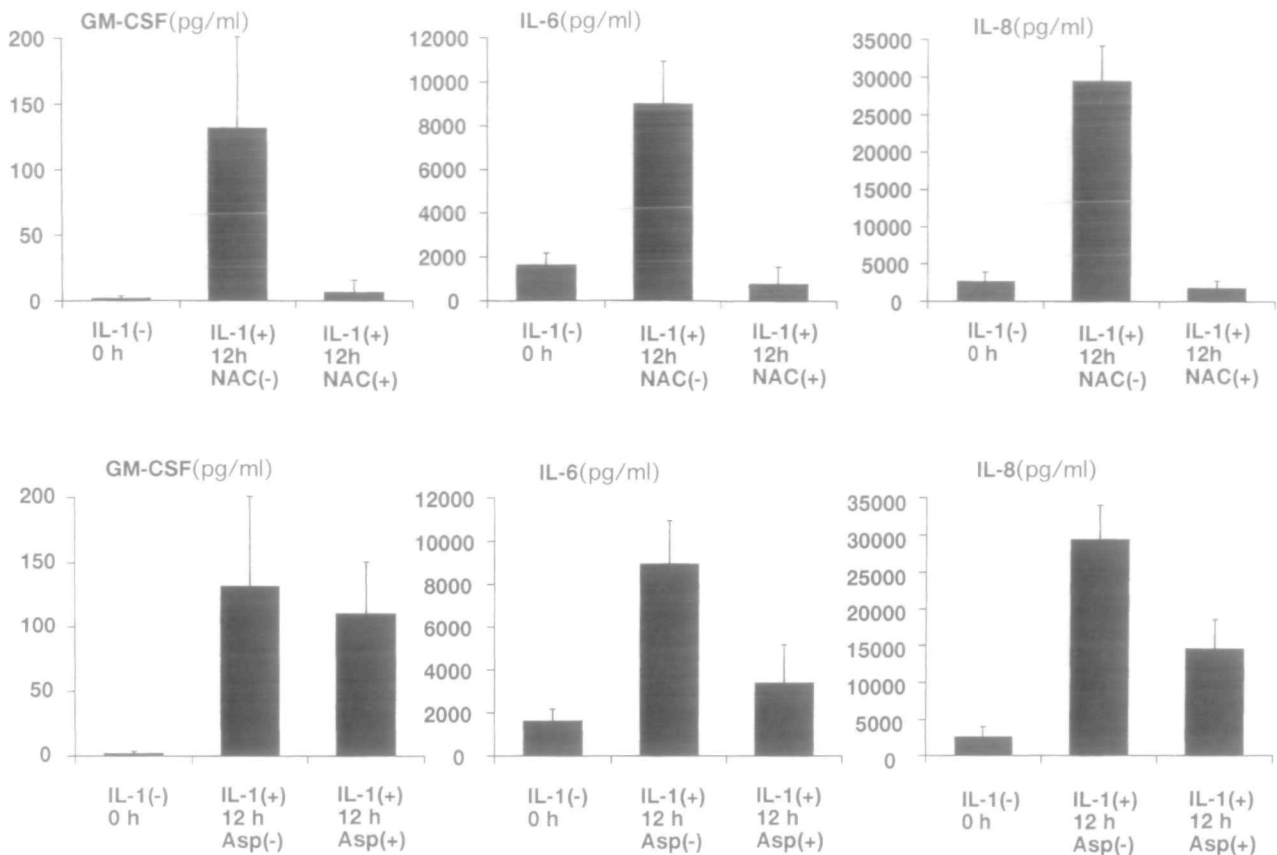 GM-CSF(pg/ml)
200
150
100
50
0
IL-1(-)
0 h
IL-1(+)
12h
NAC(-)
IL-1(+)
12h
NAC(+)
IL-6(pg/ml)
12000
10000
8000
6000
4000
2000
0
IL-1(-)
0 h
IL-1(+)
12h
NAC(-)
IL-1(+)
12h
NAC(+)
IL-8(pg/ml)
35000
30000
25000
20000
15000
10000
5000
0
IL-1(-)
0 h
IL-1(+)
12h
NAC(-)
IL-1(+)
12h
NAC(+)
GM-CSF(pg/ml)
200
150
100
50
0
IL-1(-)
0 h
IL-1(+)
12 h
Asp(-)
IL-1(+)
12 h
Asp(+)
IL-6(pg/ml)
12000
10000
8000
6000
4000
2000
0
IL-1(-)
0 h
IL-1(+)
12 h
Asp(-)
IL-1(+)
12 h
Asp(+)
IL-8(pg/ml)
35000
30000
25000
20000
15000
10000
5000
0
IL-1(-)
0 h
IL-1(+)
12 h
Asp(-)
IL-1(+)
12 h
Asp(+)